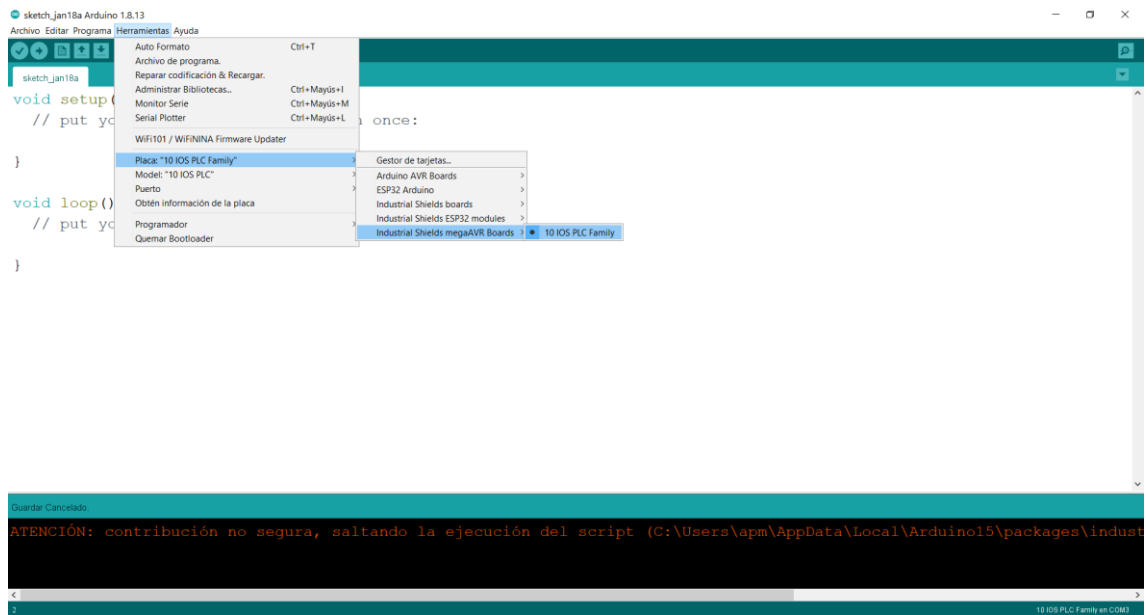 sketch_jan18a Arduino 1.8.13
Archivo Editar Programa Herramientas Ayuda
Auto Formato Ctrl+T
Archivo de programa.
Reparar codificación & Recargar.
Administrar Bibliotecas.. Ctrl+Mayús+I
Monitor Serie Ctrl+Mayús+M
Serial Plotter Ctrl+Mayús+L
WiFi101 / WiFiNINA Firmware Updater
Placa: "10 IOS PLC Family"
Model: "10 IOS PLC"
Puerto
Obtén información de la placa
Programador
Quemar Bootloader
Gestor de tarjetas...
Arduino AVR Boards
ESP32 Arduino
Industrial Shields boards
Industrial Shields ESP32 modules
Industrial Shields megaAVR Boards
10 IOS PLC Family
sketch_jan18a
void setup(
// put yo once:
}
void loop()
// put yo
}
Guardar Cancelado.
ATENCIÓN: contribución no segura, saltando la ejecución del script (C:\Users\apm\AppData\Local\Arduino15\packages\indust
2 10 IOS PLC Family en COM3